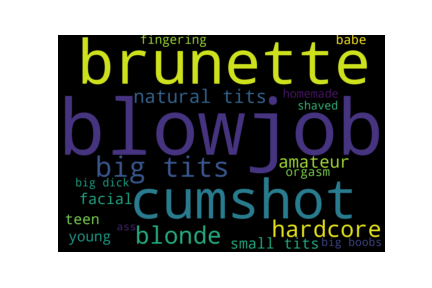 fingering
babe
brunette
natural tits
homemade
shaved
blowjob
big tits
amateur
orgasm
big dick
facial
cumshot
teen
hardcore
young
ass
blonde
small tits
big boobs